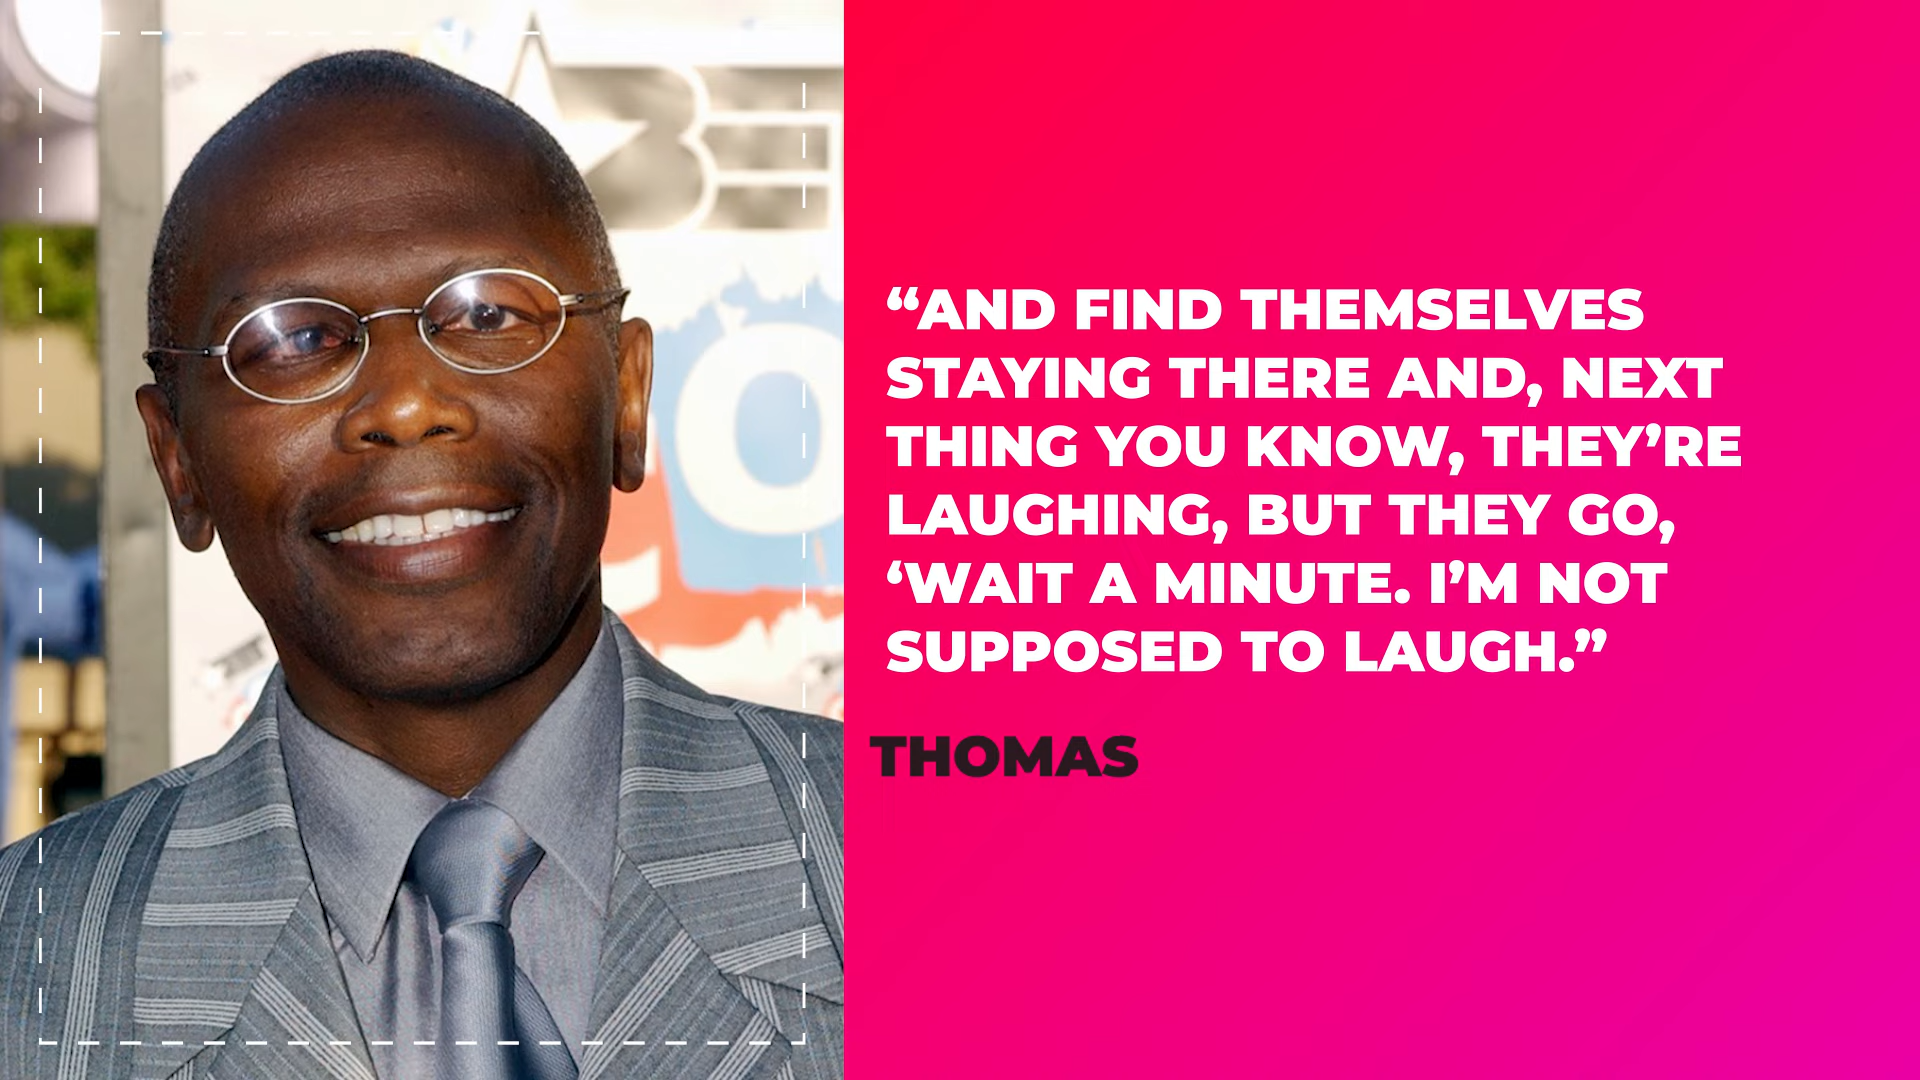 “AND FIND THEMSELVES
STAYING THERE AND, NEXT
THING YOU KNOW, THEY’RE
LAUGHING, BUT THEY GO,
‘WAIT A MINUTE. I’M NOT
SUPPOSED TO LAUGH.”
THOMAS